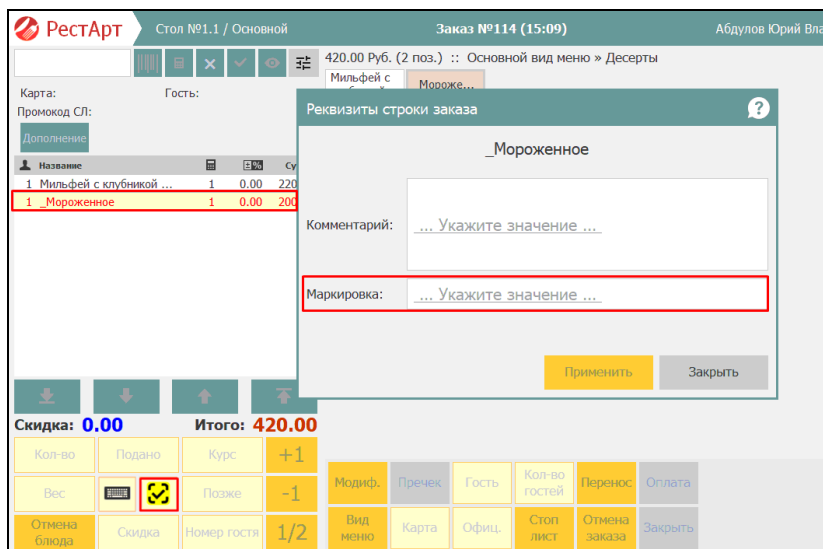 РестАрт
Стол №1.1 / Основной
Заказ №114 (15:09)
Абдулов Юрий Вла
420.00 Руб. (2 поз.) :: Основной вид меню » Десерты
Карта:
Гость:
Промокод СЛ:
Дополнение
Мильфей с
Мороже...
Название
±%
Су
1 Мильфей с клубникой ... 1 0.00 220
1 _Мороженное 1 0.00 200
Реквизиты строки заказа
?
_Мороженное
Комментарий:
... Укажите значение ...
Маркировка:
... Укажите значение ...
Применить
Закрыть
Скидка: 0.00
Итого: 420.00
Кол-во
Подано
Курс
+1
Вес
Позже
-1
Отмена
блюда
Скидка
Номер гостя
1/2
Модиф.
Пречек
Гость
Кол-во
гостей
Перенос
Оплата
Вид
меню
Карта
Офиц.
Стоп
лист
Отмена
заказа
Закрыть